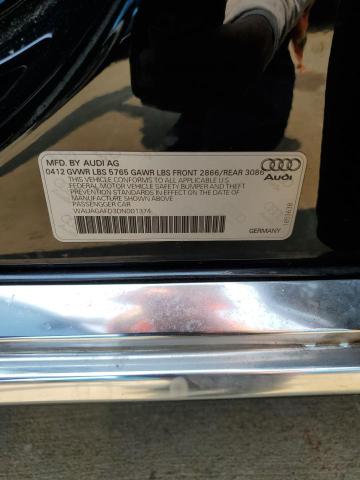 MFD. BY AUDI AG
0412 GVWR LBS 5765 GAWR LBS FRONT 2866/REAR 3086
THIS VEHICLE CONFORMS TO ALL APPLICABLE U.S.
FEDERAL MOTOR VEHICLE SAFETY BUMPER AND THEFT
PREVENTION STANDARDS IN EFFECT ON THE DATE OF
MANUFACTURE SHOWN ABOVE
PASSENGGER CAR
WAUAGAFD3DN001374
Audi
GERMANY